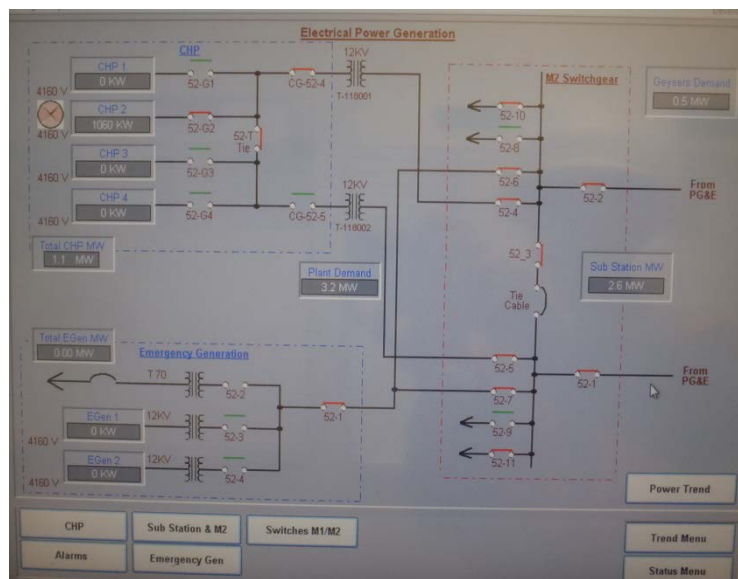 Electrical Power Generation
CHP
12KV
M2 Switchgear
CHP 1
0 KW
52-G1
CG-52-4
T-110001
Geysers Demand
0.5 MW
4160 V
CHP 2
1060 KW
52-G2
4160 V
52-T
Tie
52-10
52-8
CHP 3
0 KW
52-G3
4160 V
52-6
52-2
From
PG&E
CHP 4
0 KW
52-G4
4160 V
CG-52-5
12KV
T-118002
52-4
Total CHP MW
1.1 MW
Plant Demand
3.2 MW
52_3
Sub Station MW
2.6 MW
Tie
Cable
Total EGen MW
0.00 MW
Emergency Generation
T 70
52-2
52-5
52-1
From
PG&E
EGen 1
0 KW
12KV
52-3
52-1
52-7
4160 V
EGen 2
0 KW
12KV
52-4
4160 V
52-9
52-11
Power Trend
CHP
Sub Station & M2
Switches M1/M2
Trend Menu
Alarms
Emergency Gen
Status Menu